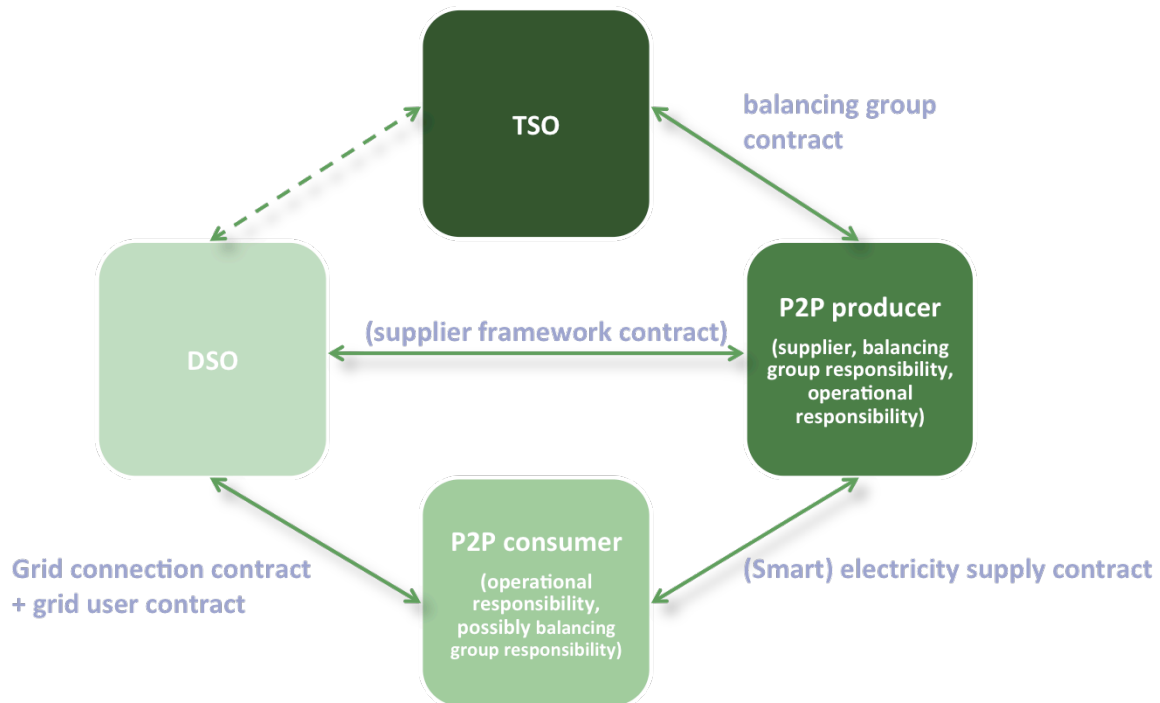 TSO
balancing group
contract
DSO
(supplier framework contract)
P2P producer
(supplier, balancing
group responsibility,
operational
responsibility)
P2P consumer
(operational
responsibility,
possibly balancing
group responsibility)
Grid connection contract
+ grid user contract
(Smart) electricity supply contract